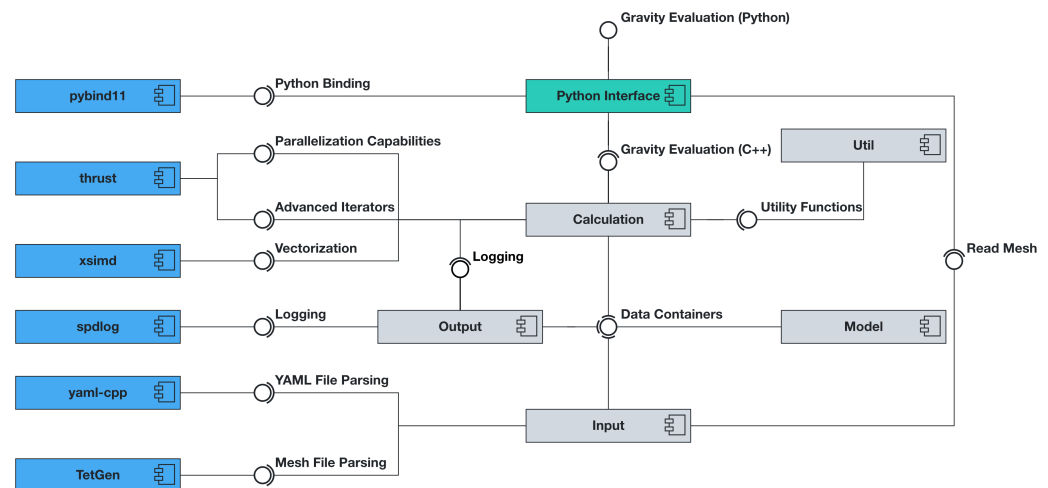 Gravity Evaluation (Python)
Python Binding
pybind11
Python Interface
Parallelization Capabilities
Gravity Evaluation (C++)
Util
thrust
Advanced Iterators
Calculation
Utility Functions
Vectorization
xsimd
Logging
Read Mesh
Logging
spdlog
Output
Data Containers
Model
YAML File Parsing
yaml-cpp
Input
Mesh File Parsing
TetGen